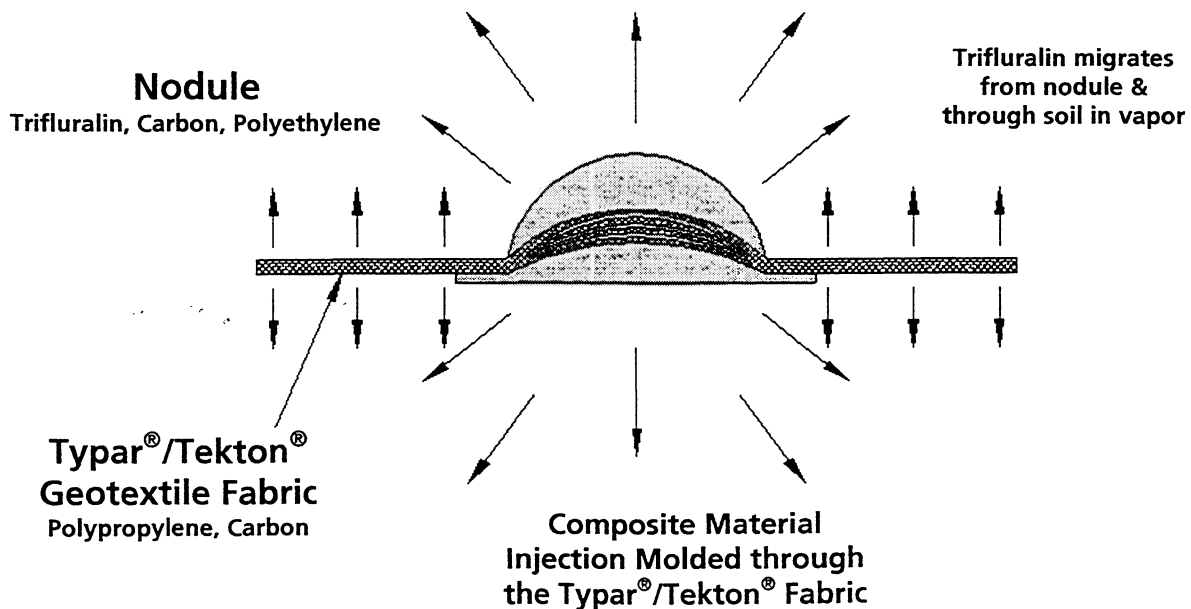 Nodule
Trifluralin, Carbon, Polyethylene
Trifluralin migrates
from nodule &
through soil in vapor
Typar®/Tekton®
Geotextile Fabric
Polypropylene, Carbon
Composite Material
Injection Molded through
the Typar®/Tekton® Fabric